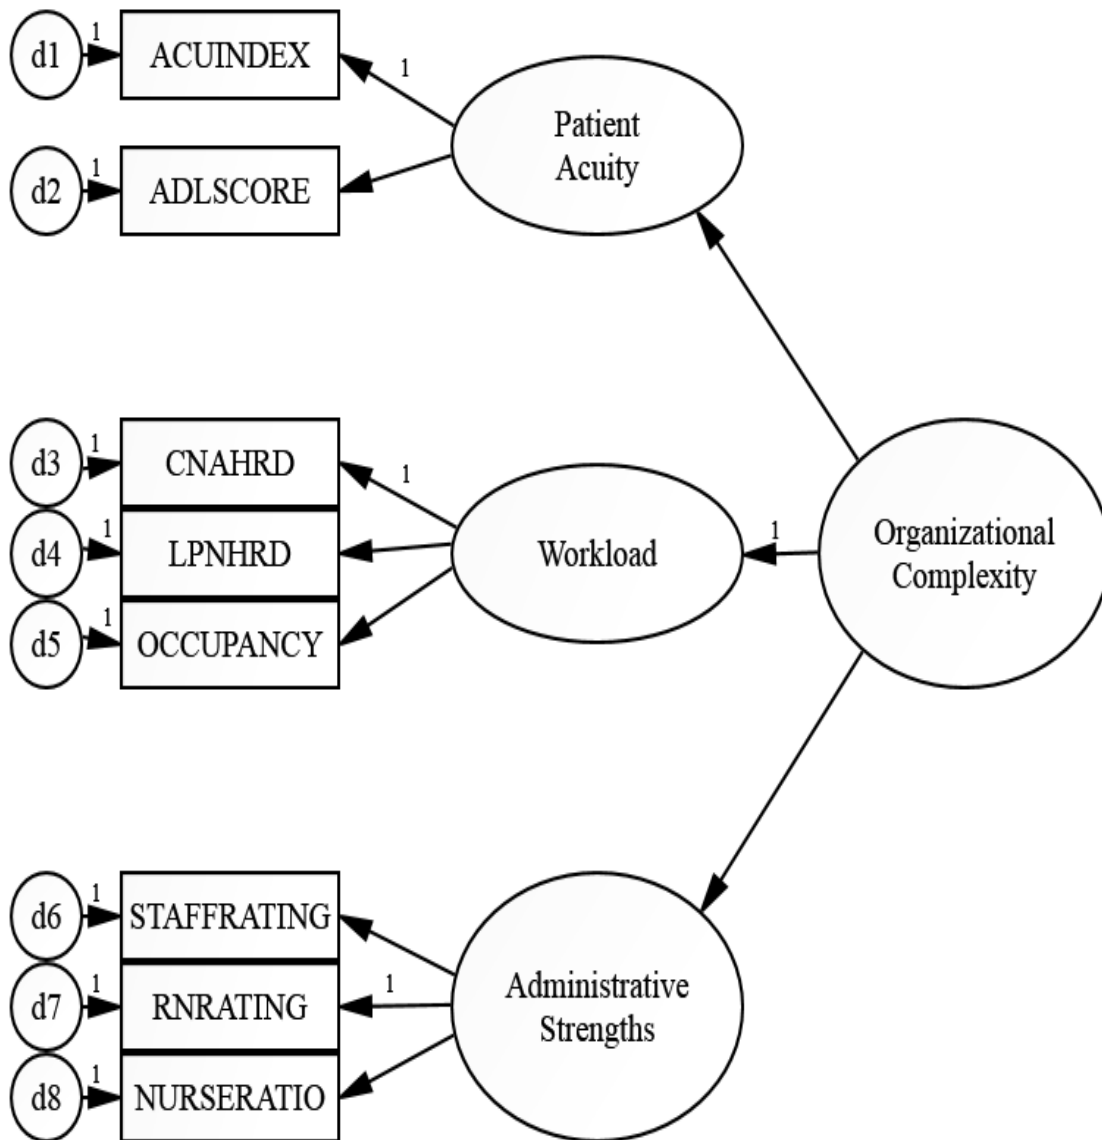 d1
1
ACUINDEX
1
Patient
Acuity
d2
1
ADLSCORE
d3
1
CNAHRD
1
d4
1
LPNHRD
Workload
1
Organizational
Complexity
d5
1
OCCUPANCY
d6
1
STAFFRATING
d7
1
RNRATING
1
Administrative
Strengths
d8
1
NURSERATIO